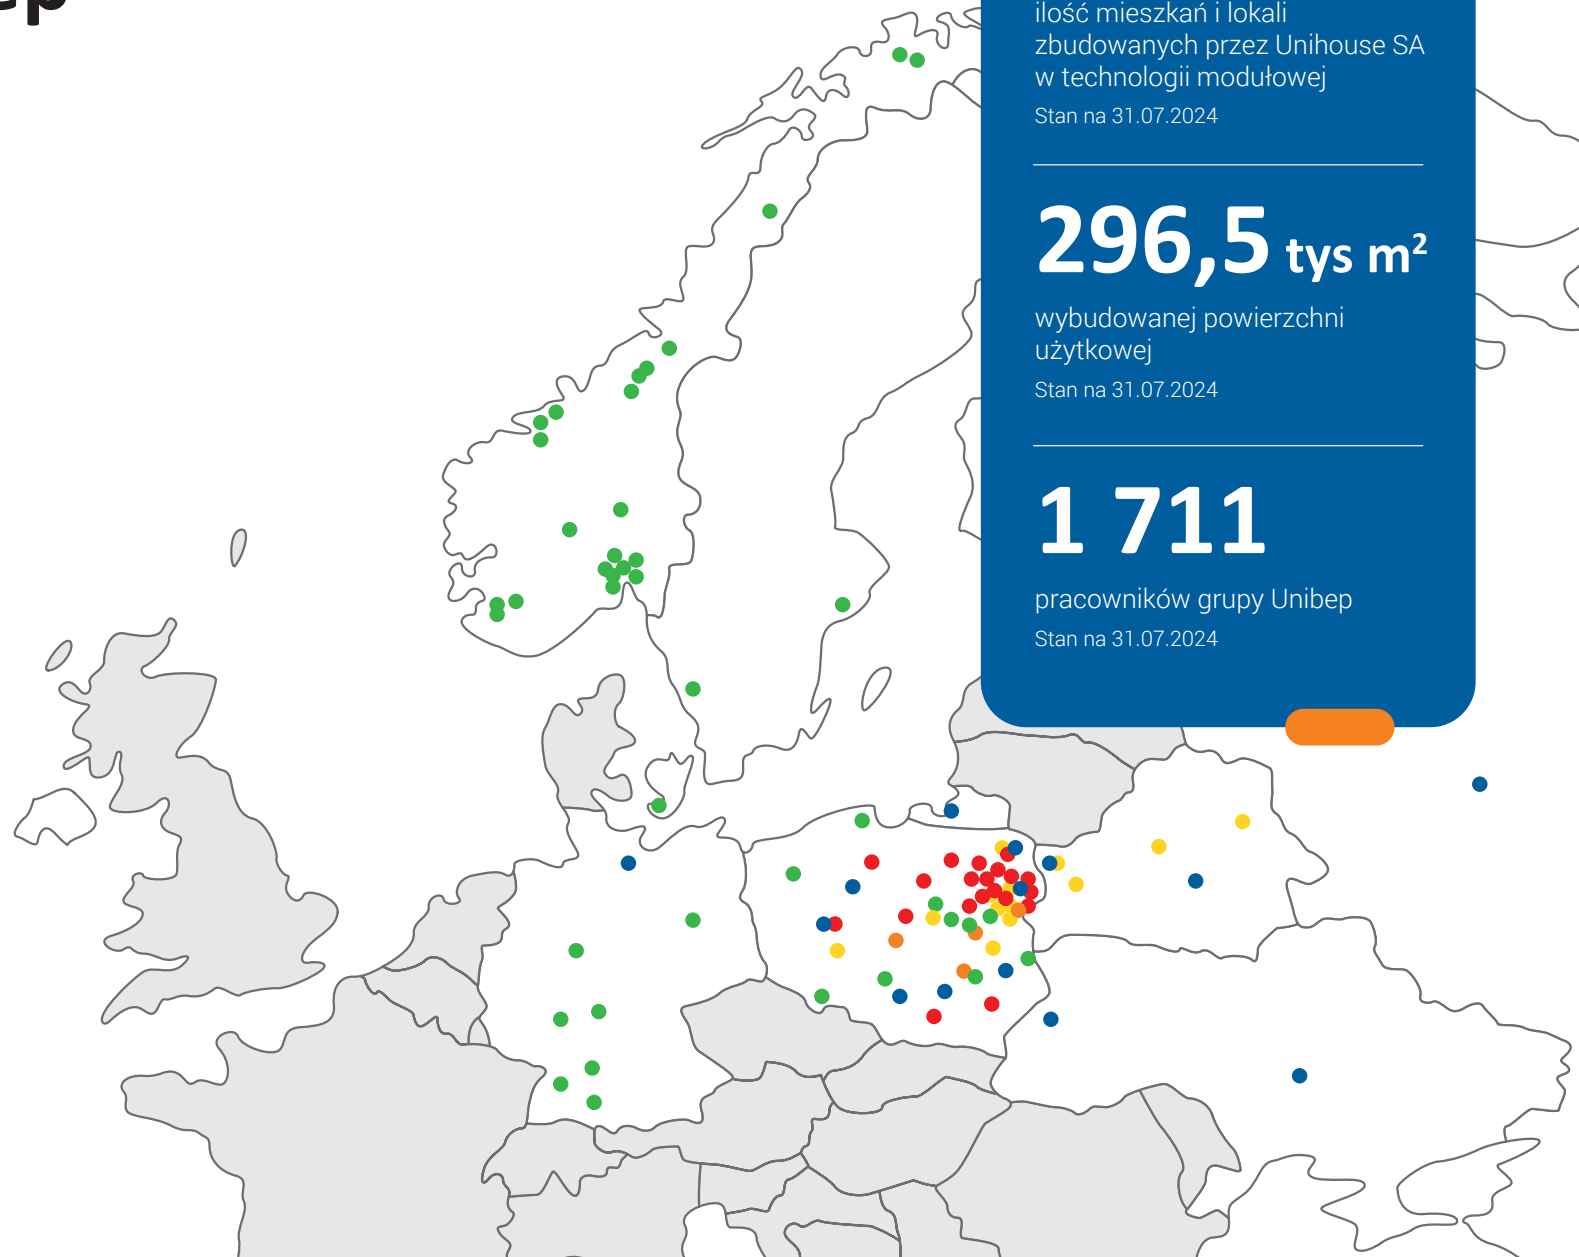 ep
ilość mieszkań i lokali
zbudowanych przez Unihouse SA
w technologii modułowej
Stan na 31.07.2024
296,5 tys m²
wybudowanej powierzchni
użytkowej
Stan na 31.07.2024
1 711
pracowników grupy Unibep
Stan na 31.07.2024